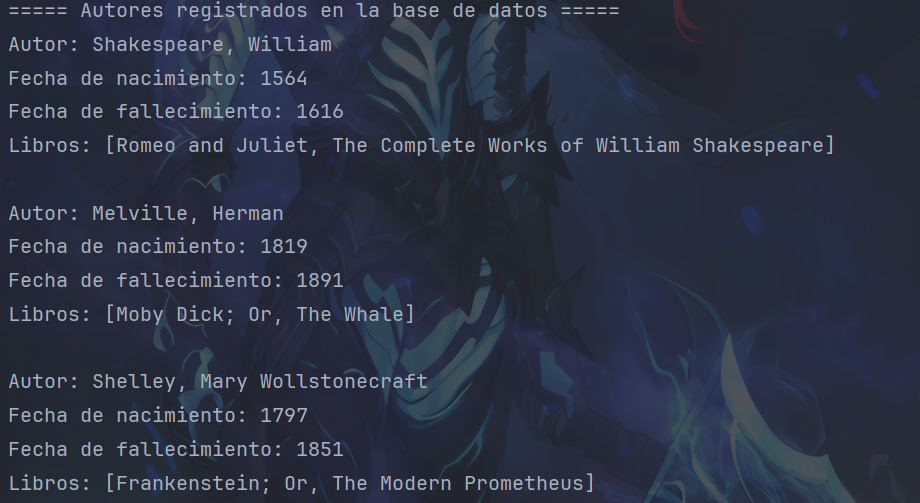 ===== Autores registrados en la base de datos =====
Autor: Shakespeare, William
Fecha de nacimiento: 1564
Fecha de fallecimiento: 1616
Libros: [Romeo and Juliet, The Complete Works of William Shakespeare]
Autor: Melville, Herman
Fecha de nacimiento: 1819
Fecha de fallecimiento: 1891
Libros: [Moby Dick; Or, The Whale]
Autor: Shelley, Mary Wollstonecraft
Fecha de nacimiento: 1797
Fecha de fallecimiento: 1851
Libros: [Frankenstein; Or, The Modern Prometheus]